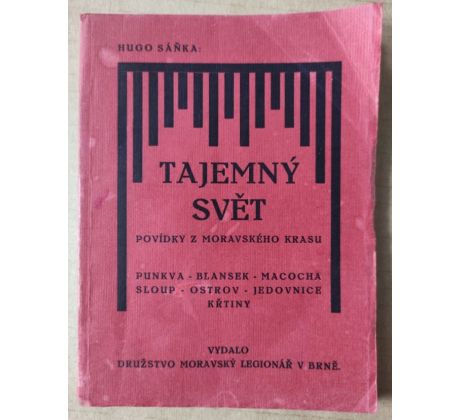 HUGO SÁŇKA:
TAJEMNÝ
SVĚT
POVÍDKY Z MORAVSKÉHO KRASU
PUNKVA - BLANSEK - MACOCHA
SLOUP - OSTROV - JEDOVNICE
KŘTINY
VYDALO
DRUŽSTVO MORAVSKÝ LEGIONÁŘ V BRNĚ.